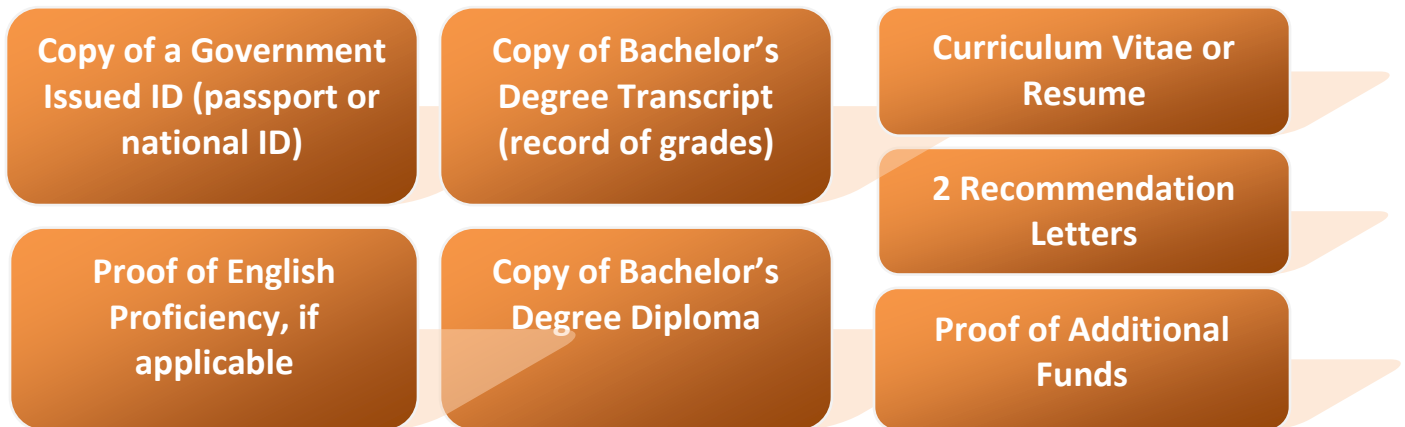 Copy of a Government
Issued ID (passport or
national ID)
Copy of Bachelor’s
Degree Transcript
(record of grades)
Curriculum Vitae or
Resume
2 Recommendation
Letters
Proof of English
Proficiency, if
applicable
Copy of Bachelor’s
Degree Diploma
Proof of Additional
Funds